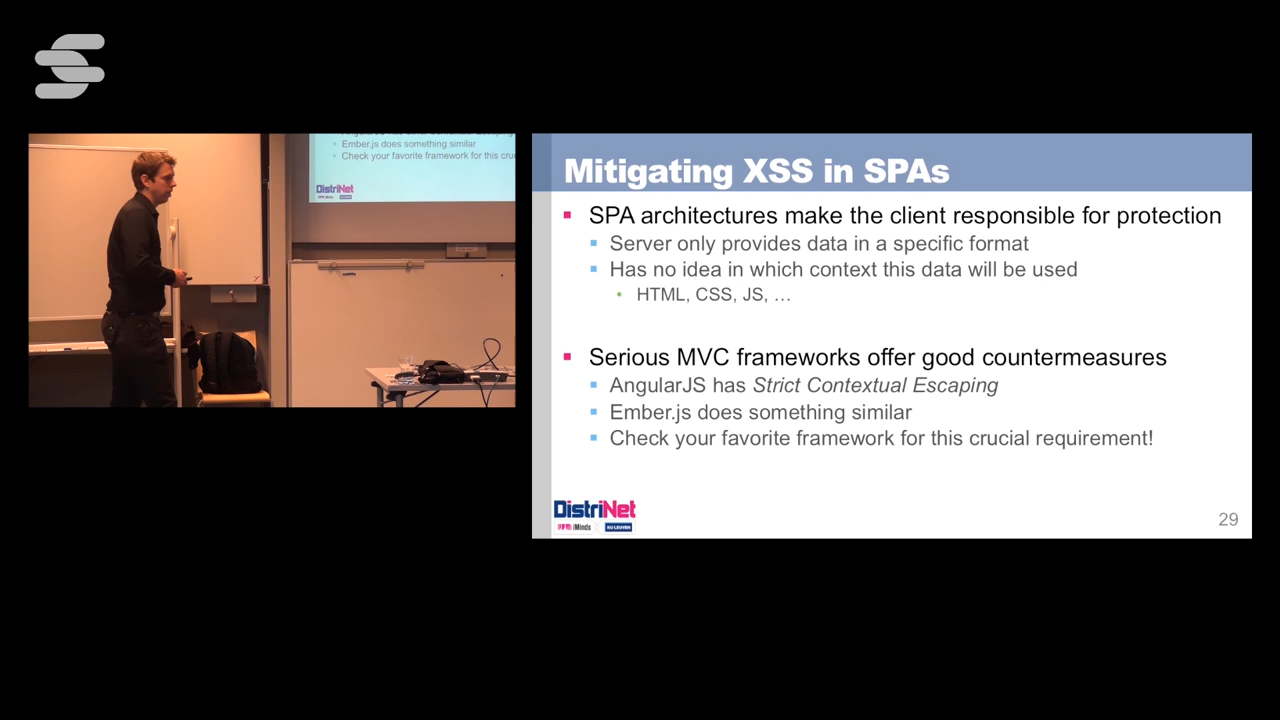 Ember.js does something similar
Check your favorite framework for this cruc
DistriNet
Mitigating XSS in SPAs
SPA architectures make the client responsible for protection
Server only provides data in a specific format
Has no idea in which context this data will be used
HTML, CSS, JS, …
Serious MVC frameworks offer good countermeasures
AngularJS has Strict Contextual Escaping
Ember.js does something similar
Check your favorite framework for this crucial requirement!
DistriNet
iMinds KU LEUVEN
29